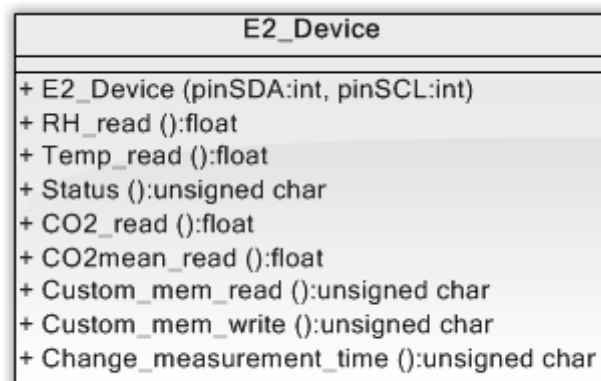 E2_Device
+ E2_Device (pinSDA:int, pinSCL:int)
+ RH_read ():float
+ Temp_read ():float
+ Status ():unsigned char
+ CO2_read ():float
+ CO2mean_read ():float
+ Custom_mem_read ():unsigned char
+ Custom_mem_write ():unsigned char
+ Change_measurement_time ():unsigned char